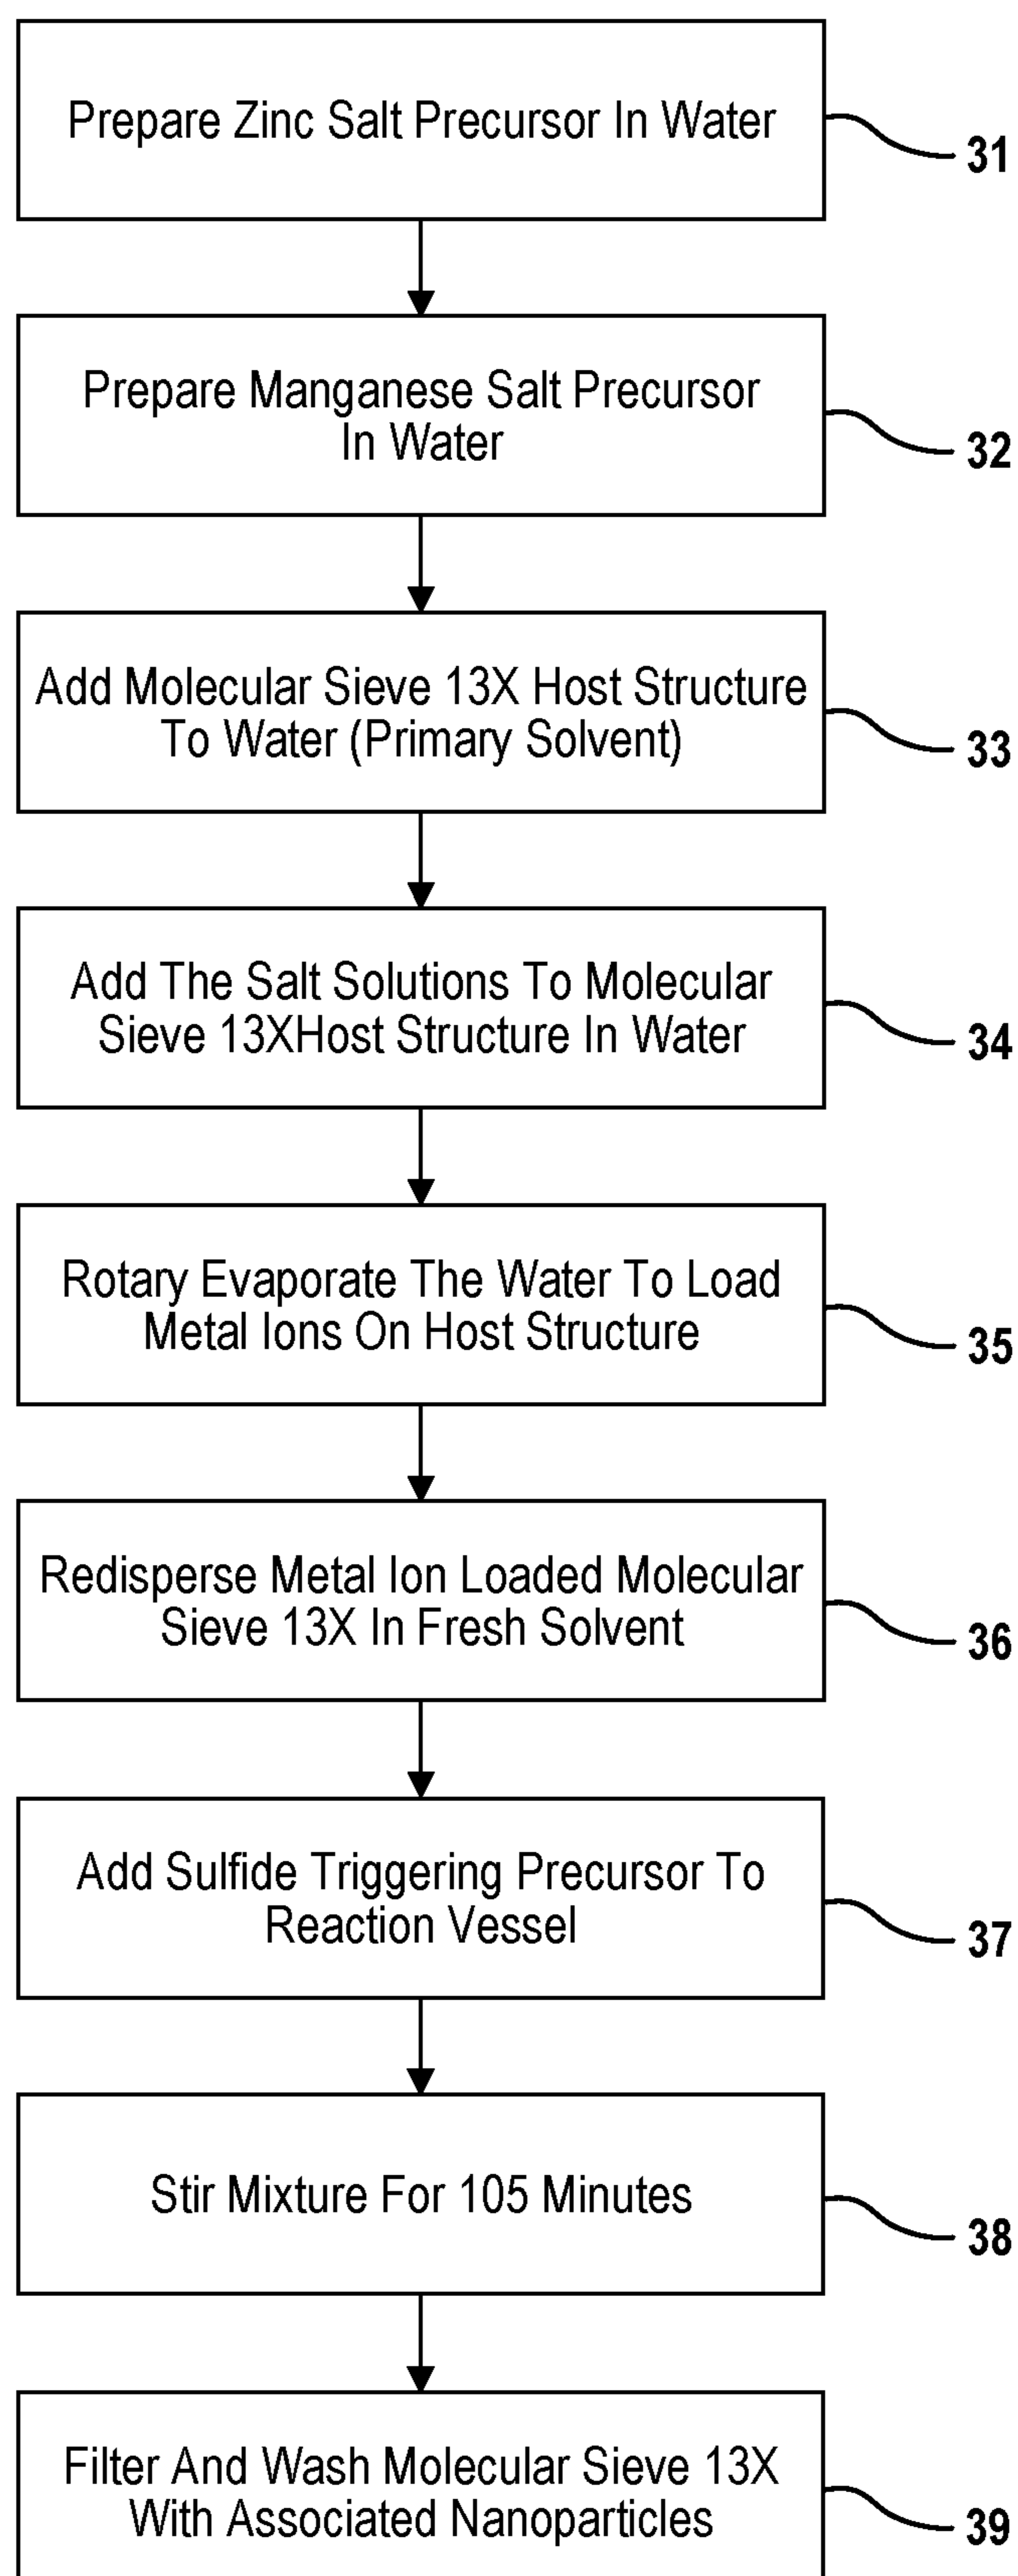 Prepare Zinc Salt Precursor In Water
31
Prepare Manganese Salt Precursor
In Water
32
Add Molecular Sieve 13X Host Structure
To Water (Primary Solvent)
33
Add The Salt Solutions To Molecular
Sieve 13XHost Structure In Water
34
Rotary Evaporate The Water To Load
Metal Ions On Host Structure
35
Redisperse Metal Ion Loaded Molecular
Sieve 13X In Fresh Solvent
36
Add Sulfide Triggering Precursor To
Reaction Vessel
37
Stir Mixture For 105 Minutes
38
Filter And Wash Molecular Sieve 13X
With Associated Nanoparticles
39